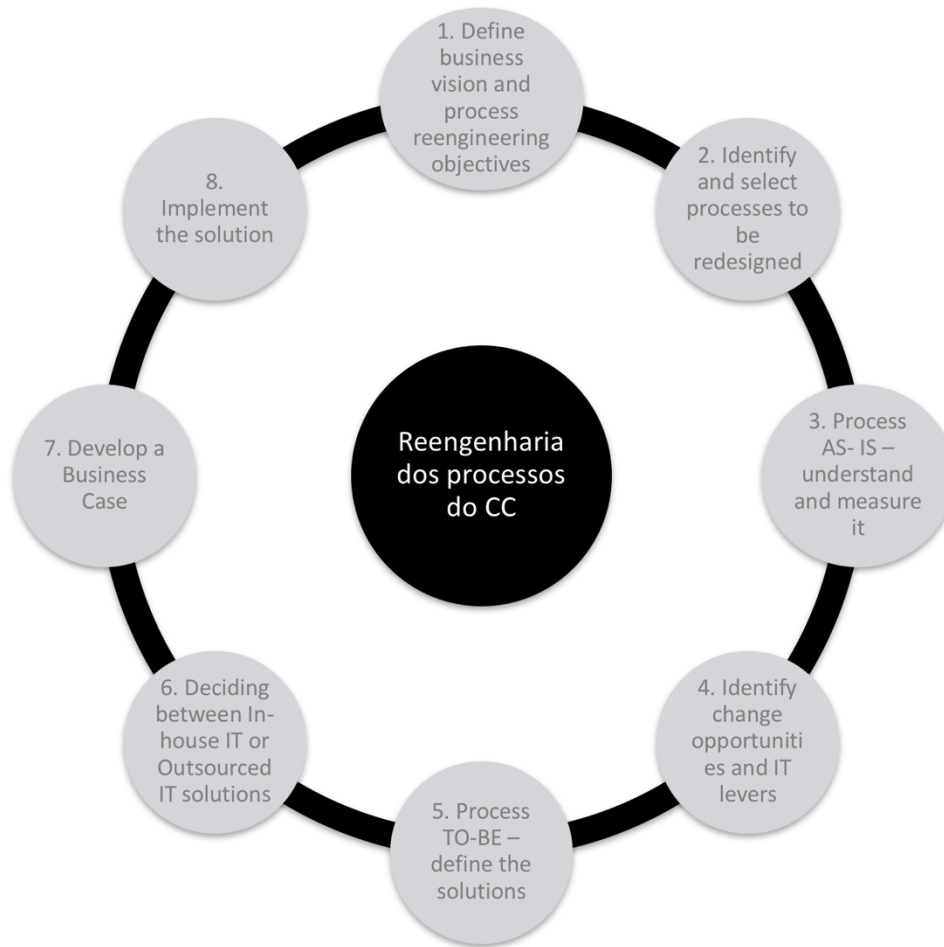 1. Define
business
vision and
process
reengineering
objectives
2. Identify
and select
processes to
be
redesigned
3. Process
AS- IS –
understand
and measure
it
4. Identify
change
opportuniti
es and IT
levers
5. Process
TO-BE –
define the
solutions
6. Deciding
between In-
house IT or
Outsourced
IT solutions
7. Develop a
Business
Case
8.
Implement
the solution
Reengenharia
dos processos
do CC